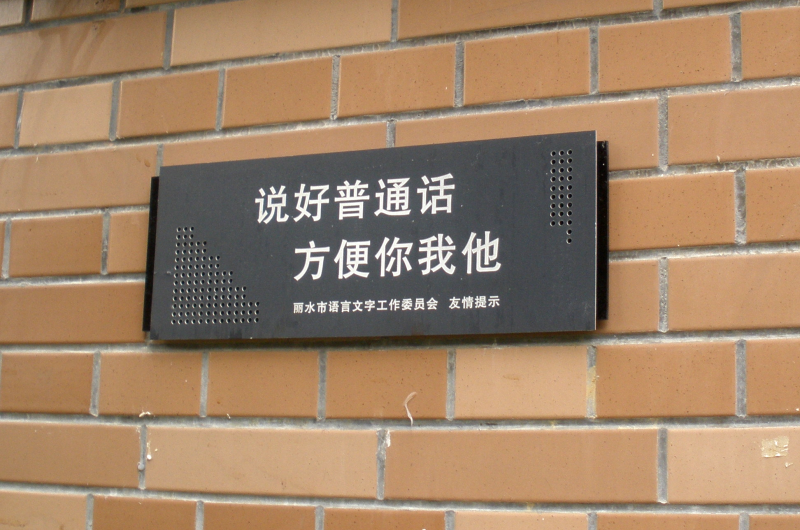 说好普通话
方便你我他
丽水市语言文字工作委员会 友情提示